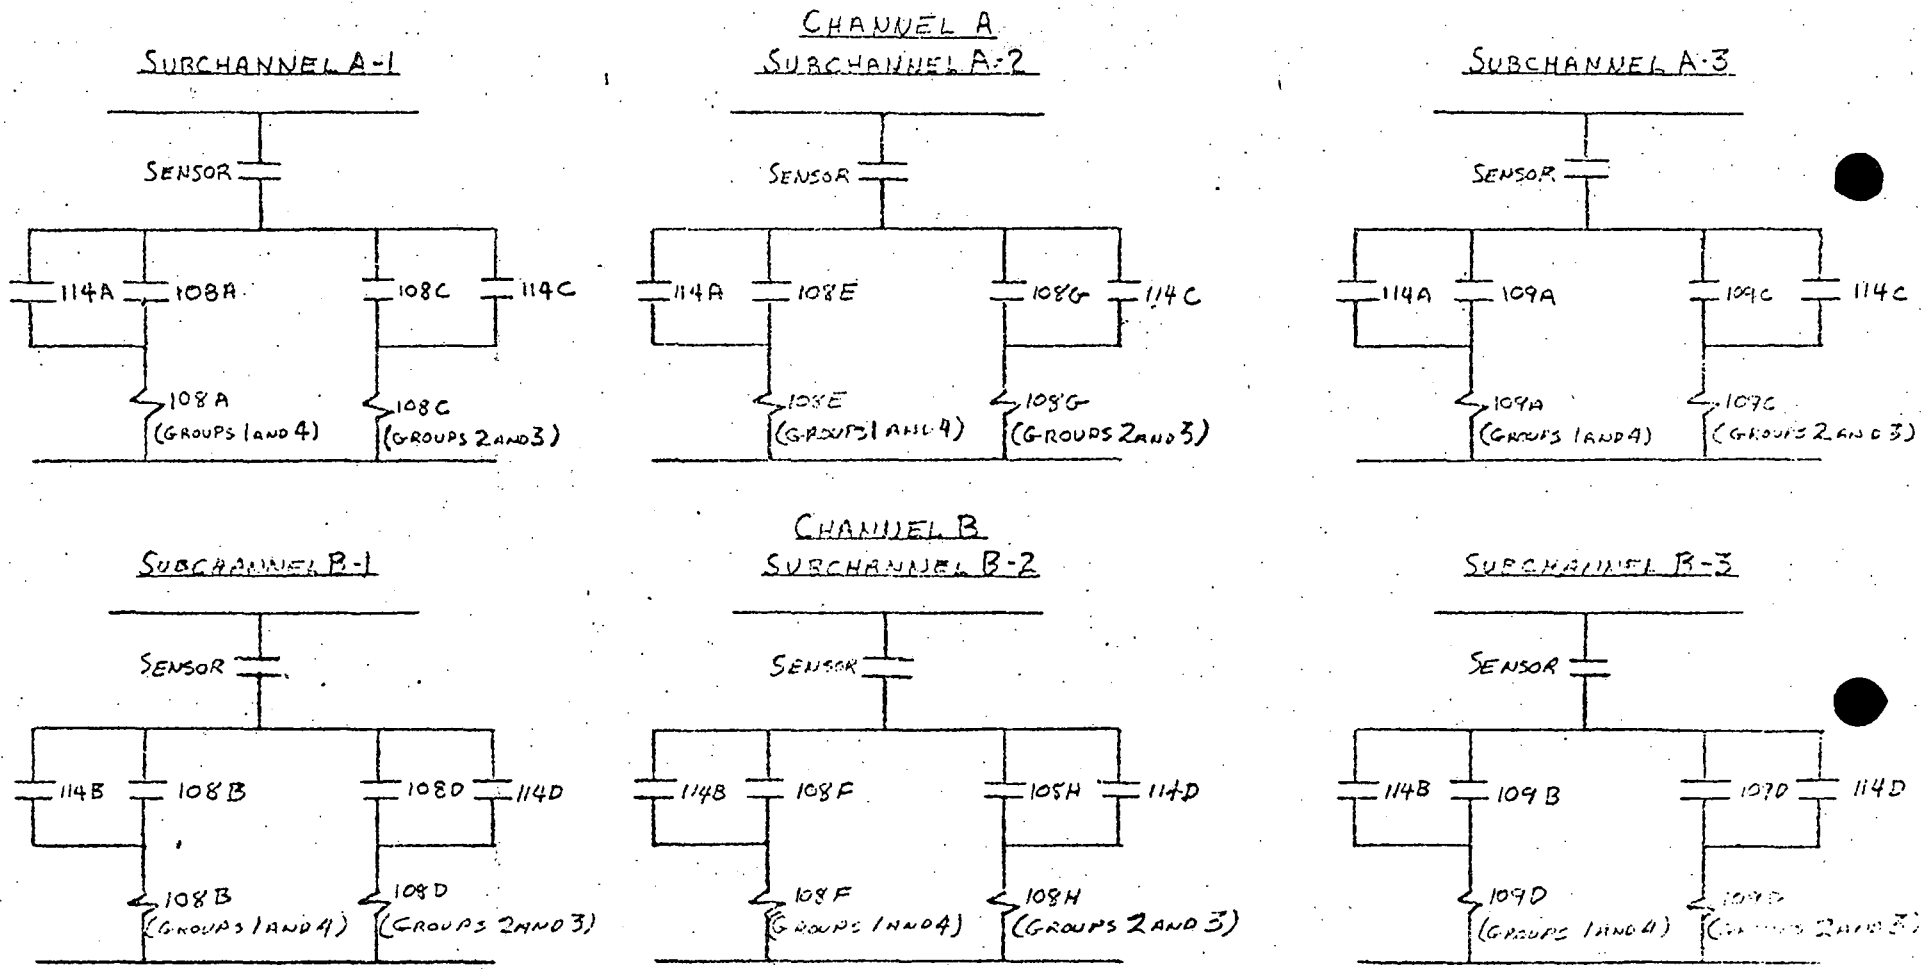 CHANNEL A
SUBCHANNEL A-1
SUBCHANNEL A-2
SUBCHANNEL A-3
SENSOR
SENSOR
SENSOR
114A
108A
108C
114C
114A
108E
108G
114C
114A
109A
109C
114C
108A
(GROUPS 1 AND 4)
108C
(GROUPS 2 AND 3)
108E
(GROUPS 1 AND 4)
108G
(GROUPS 2 AND 3)
109A
(GROUPS 1 AND 4)
109C
(GROUPS 2 AND 3)
CHANNEL B
SUBCHANNEL B-1
SUBCHANNEL B-2
SUBCHANNEL B-3
SENSOR
SENSOR
SENSOR
114B
108B
108D
114D
114B
108F
108H
114D
114B
109B
109D
114D
108B
(GROUPS 1 AND 4)
108D
(GROUPS 2 AND 3)
108F
(GROUPS 1 AND 4)
108H
(GROUPS 2 AND 3)
109D
(GROUPS 1 AND 4)
(GROUPS 2 AND 3)